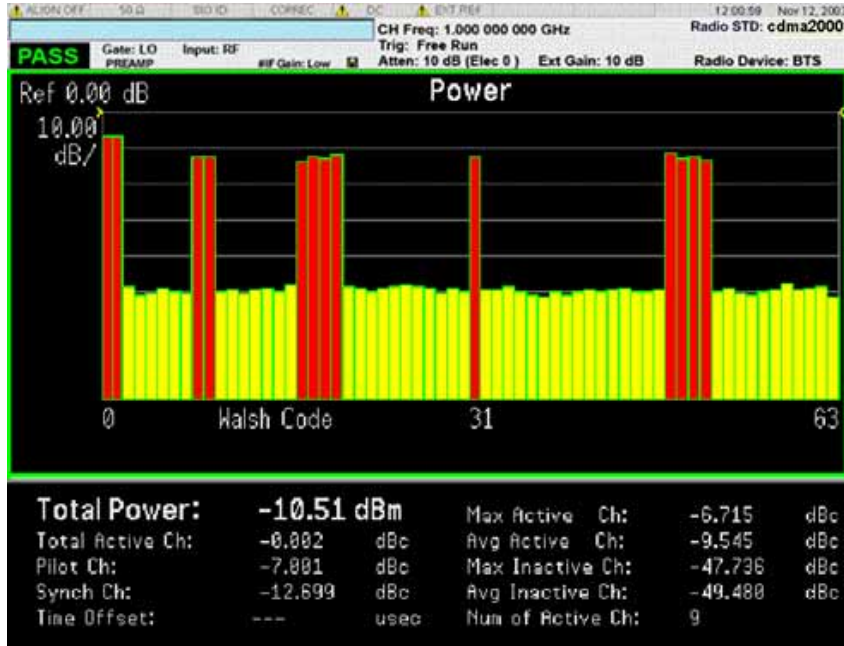 ALIGN OFF 50 Ω CORREC DC EXT REF 12:00:59 Nov 12, 200
CH Freq: 1.000 000 000 GHz Radio STD: cdma2000
PASS Gate: LO Input: RF Trig: Free Run
PREAMP #IF Gain: Low Atten: 10 dB (Elec 0 ) Ext Gain: 10 dB Radio Device: BTS
Ref 0.00 dB Power
10.00
dB/
0 Walsh Code 31 63
Total Power: -10.51 dBm
Total Active Ch: -0.002 dBc
Pilot Ch: -7.001 dBc
Synch Ch: -12.699 dBc
Time Offset: --- usec
Max Active Ch: -6.715 dBc
Avg Active Ch: -9.545 dBc
Max Inactive Ch: -47.736 dBc
Avg Inactive Ch: -49.480 dBc
Num of Active Ch: 9